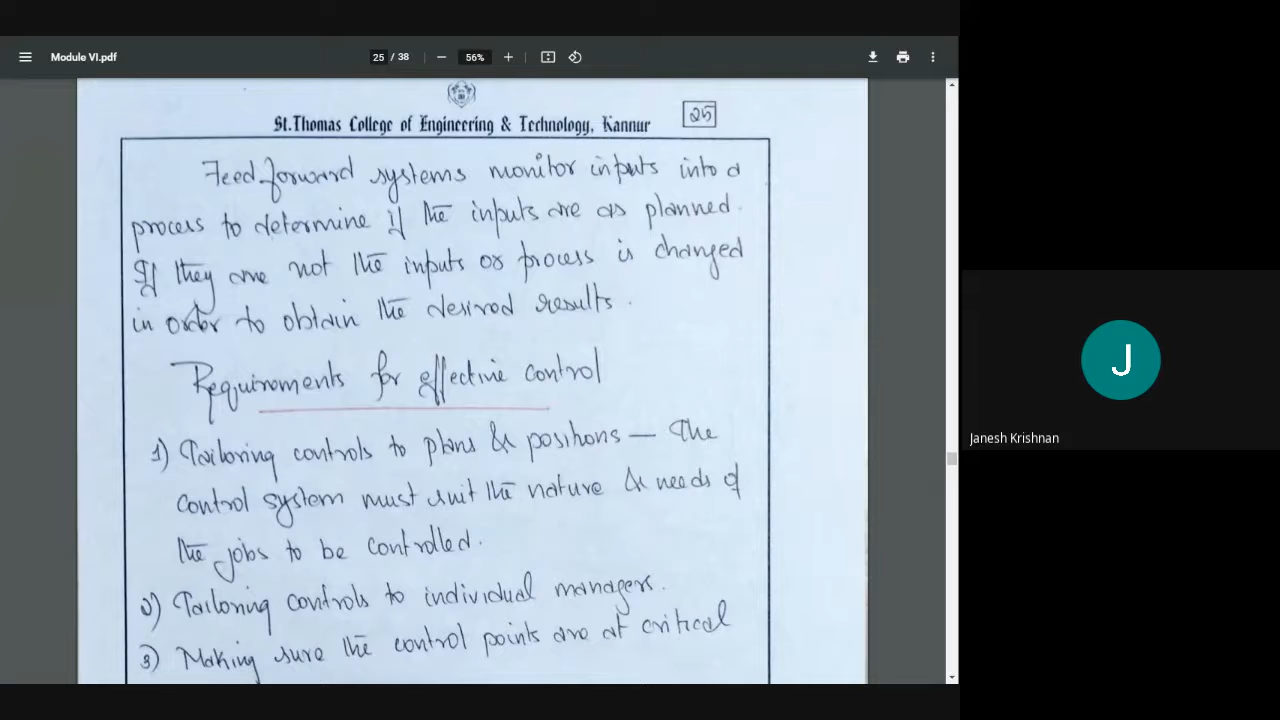 Module VI.pdf
25 / 38
56%
St.Thomas College of Engineering & Technology, Kannur
25
Feed forward systems monitor inputs into a
process to determine if the inputs are as planned.
If they are not the inputs or process is changed
in order to obtain the desired results.
Requirements for effective control
1) Tailoring controls to plans & positions — The
control system must suit the nature & needs of
the jobs to be controlled.
2) Tailoring controls to individual managers.
3) Making sure the control points are at critical
J
Janesh Krishnan